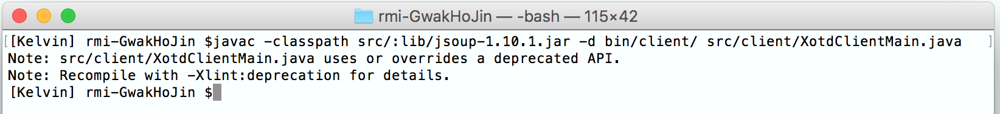 rmi-GwakHoJin — -bash — 115×42
[[Kelvin] rmi-GwakHoJin $javac -classpath src/:lib/jsoup-1.10.1.jar -d bin/client/ src/client/XotdClientMain.java ]
Note: src/client/XotdClientMain.java uses or overrides a deprecated API.
Note: Recompile with -Xlint:deprecation for details.
[Kelvin] rmi-GwakHoJin $